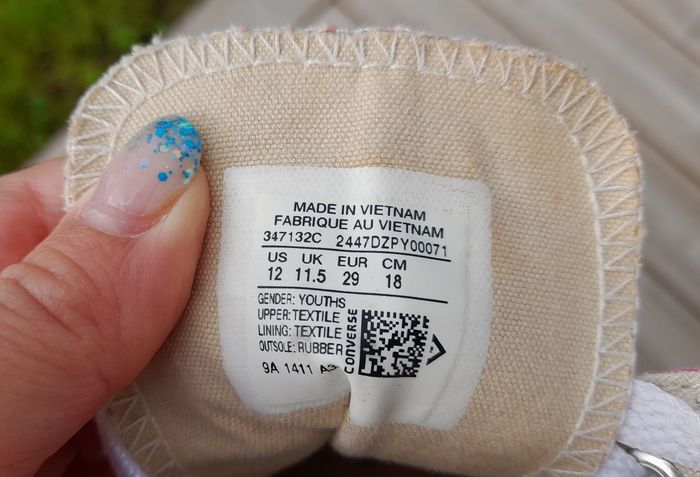 MADE IN VIETNAM
FABRIQUE AU VIETNAM
347132C 2447DZPY00071
US UK EUR CM
12 11.5 29 18
GENDER: YOUTHS
UPPER: TEXTILE
LINING: TEXTILE
OUTSOLE: RUBBER
CONVERSE
9A 1411